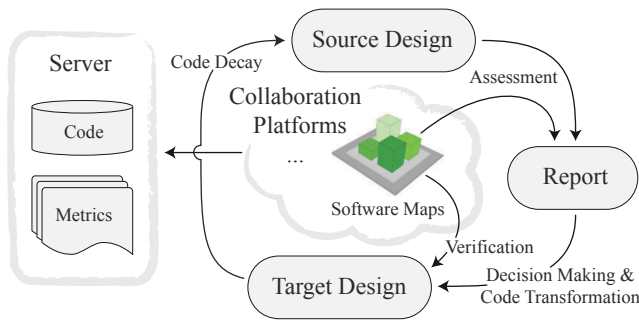 Source Design
Server
Code Decay
Assessment
Collaboration
Platforms
...
Code
Report
Metrics
Software Maps
Verification
Target Design
Decision Making &
Code Transformation